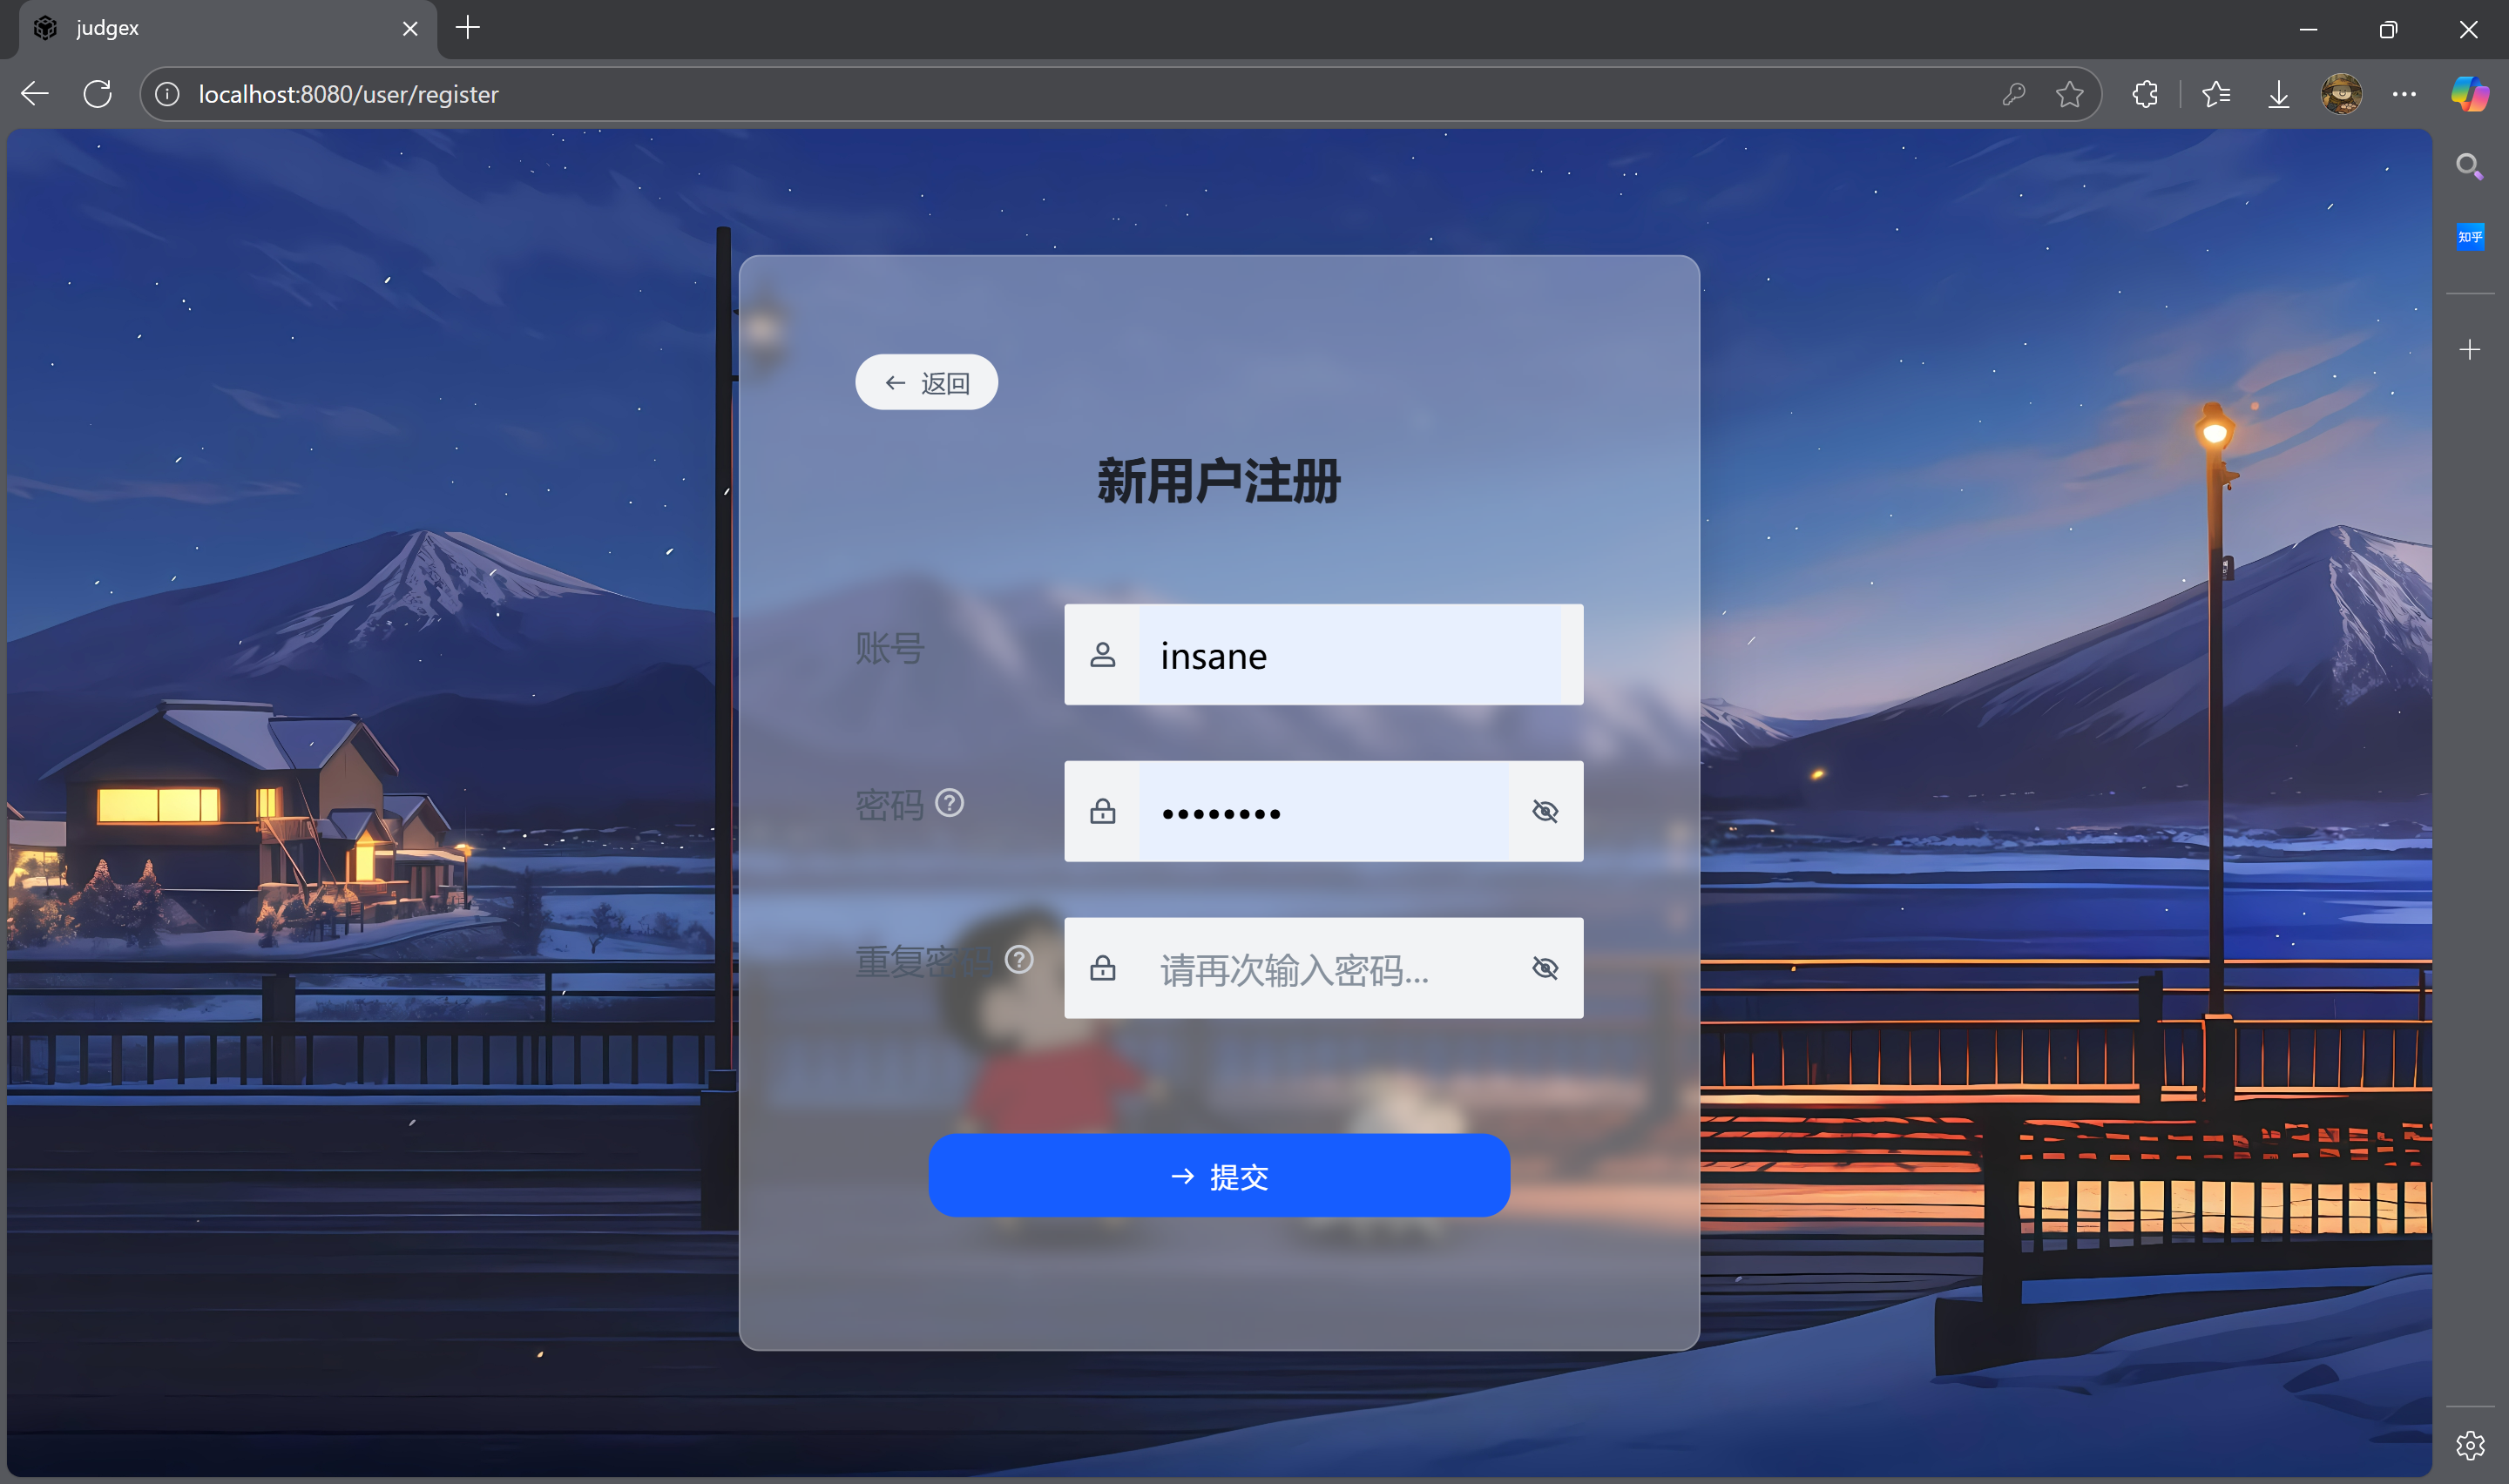 judgex
localhost:8080/user/register
知乎
返回
新用户注册
账号
insane
密码
••••••••
重复密码
请再次输入密码...
提交